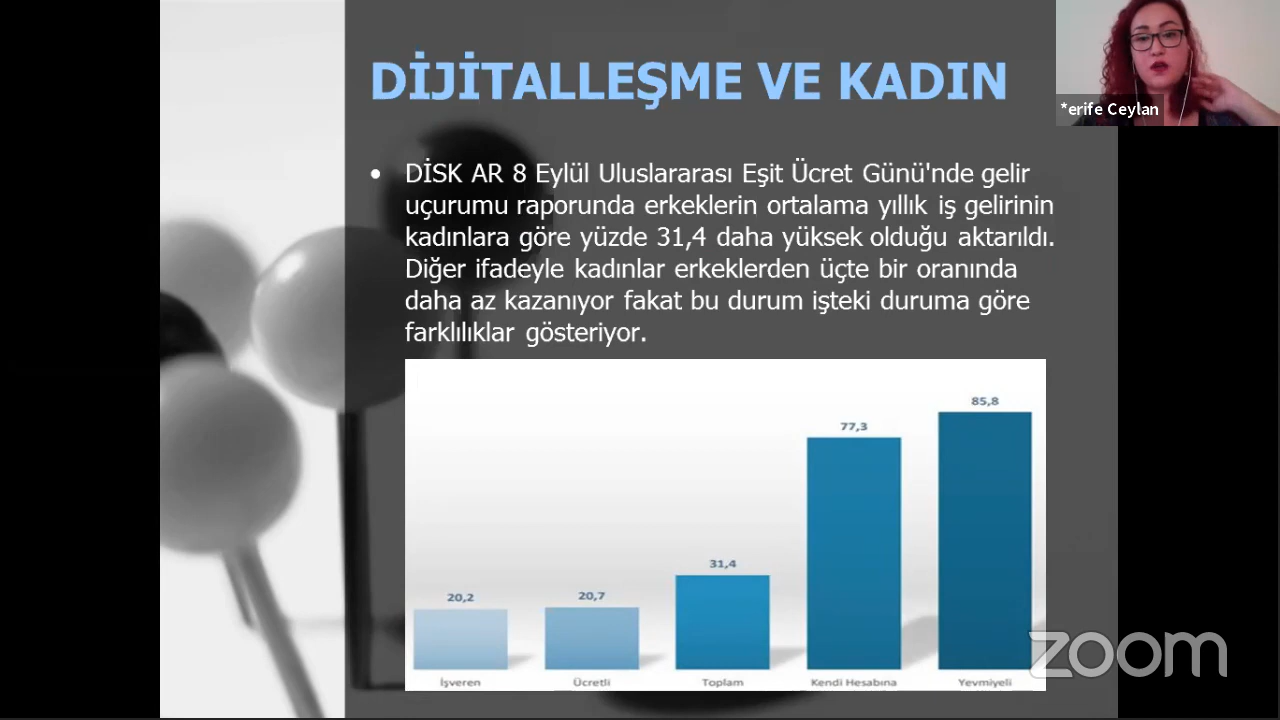 DİJİTALLEŞME VE KADIN
*erife Ceylan
• DİSK AR 8 Eylül Uluslararası Eşit Ücret Günü'nde gelir
uçurumu raporunda erkeklerin ortalama yıllık iş gelirinin
kadınlara göre yüzde 31,4 daha yüksek olduğu aktarıldı.
Diğer ifadeyle kadınlar erkeklerden üçte bir oranında
daha az kazanıyor fakat bu durum işteki duruma göre
farklılıklar gösteriyor.
20,2
20,7
31,4
77,3
85,8
İşveren
Ücretli
Toplam
Kendi Hesabına
Yevmiyeli
zoom